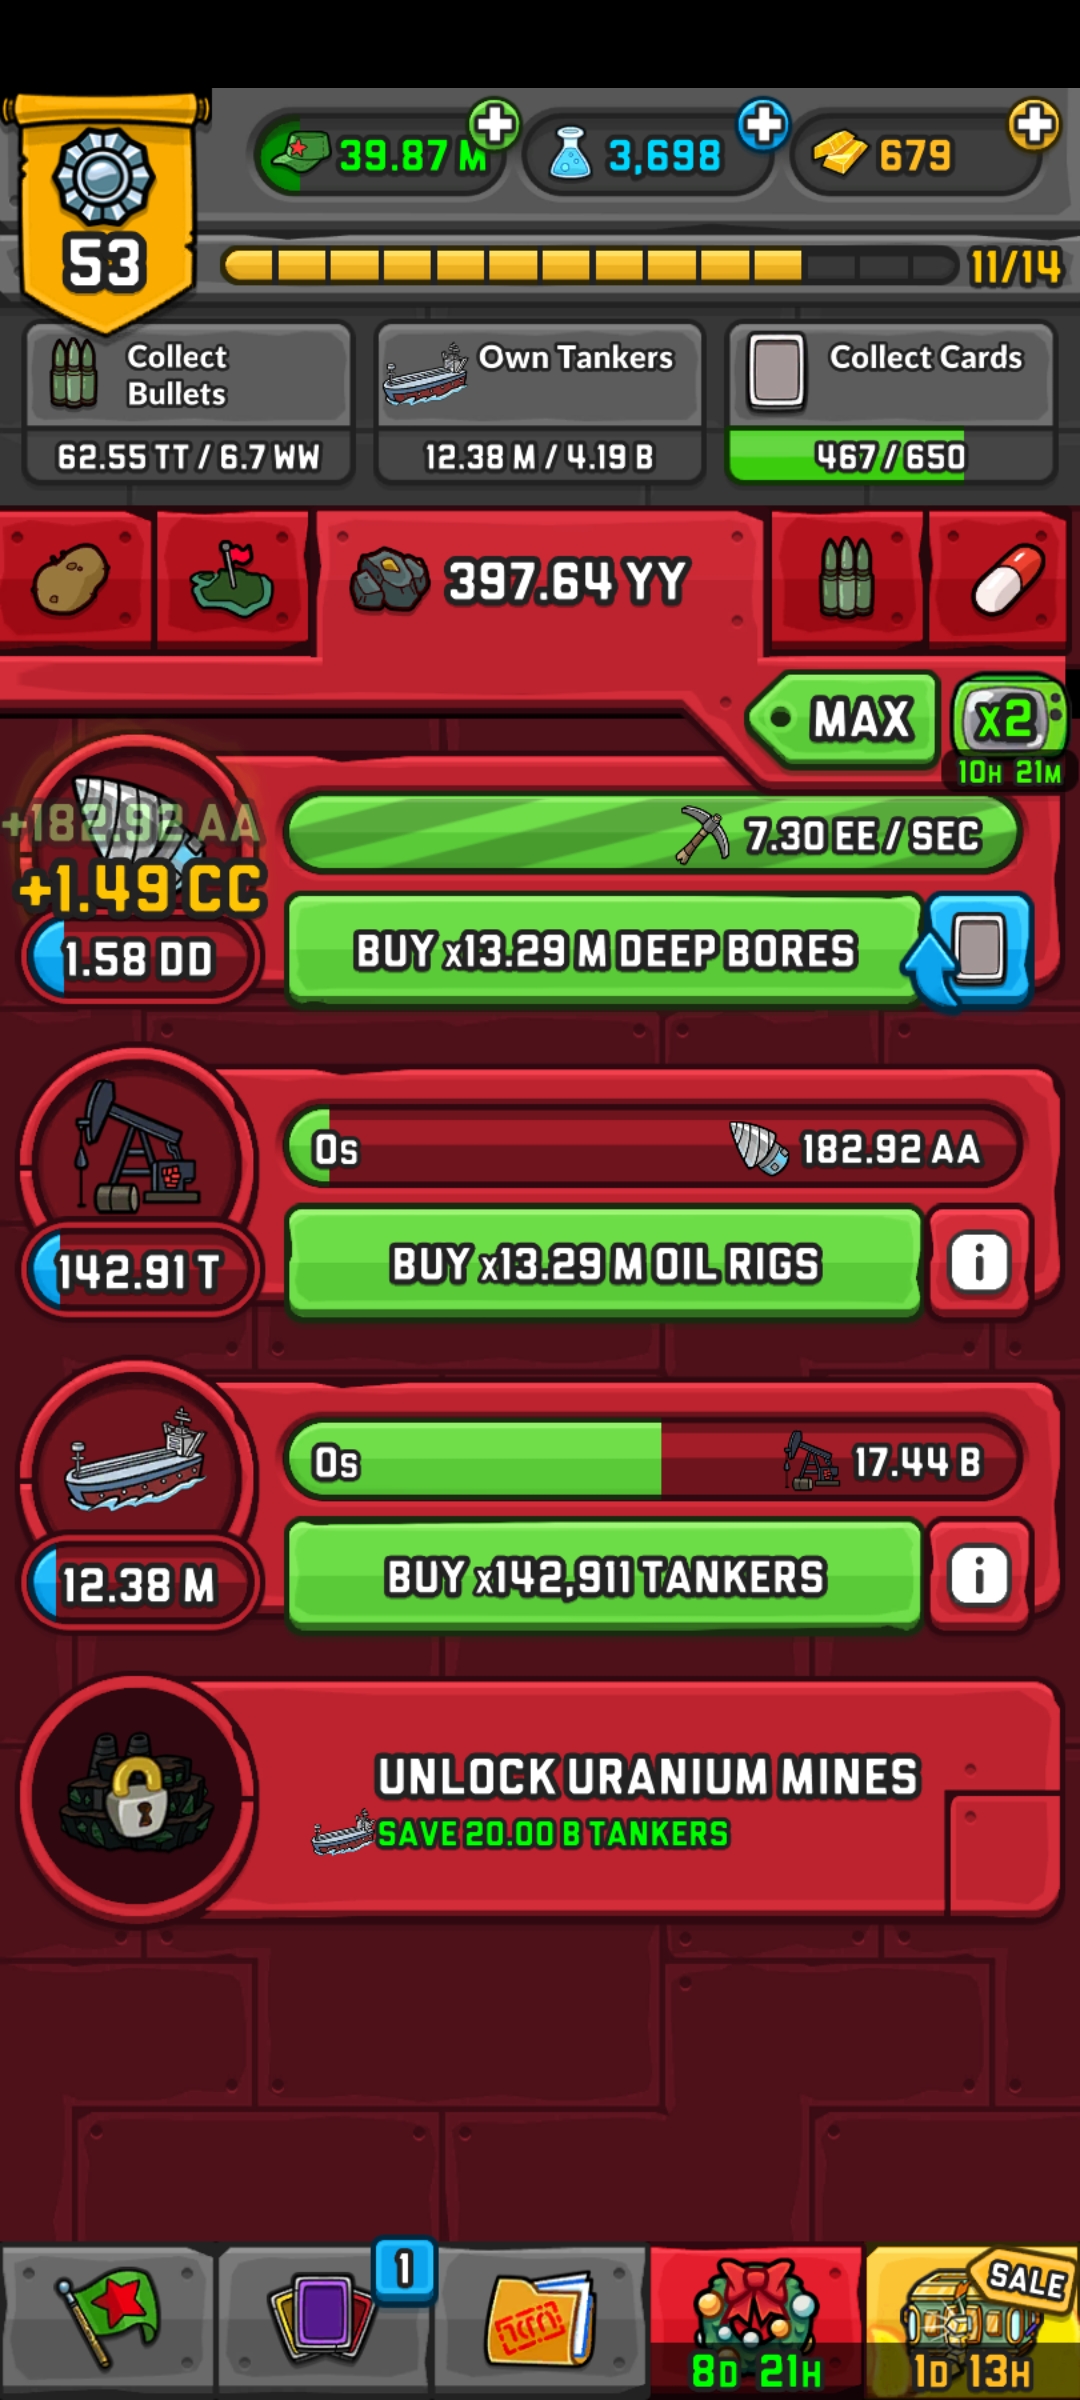 39.87 M
3,698
679
53
11/14
Collect
Bullets
62.55 TT / 6.7 WW
Own Tankers
12.38 M / 4.19 B
Collect Cards
467 / 650
397.64 YY
MAX
x2
10H 21M
+182.92 AA
+1.49 CC
1.58 DD
7.30 EE / SEC
BUY x13.29 M DEEP BORES
0s
182.92 AA
142.91 T
BUY x13.29 M OIL RIGS
i
0s
17.44 B
12.38 M
BUY x142,911 TANKERS
i
UNLOCK URANIUM MINES
SAVE 20.00 B TANKERS
1
SALE
8D 21H
1D 13H